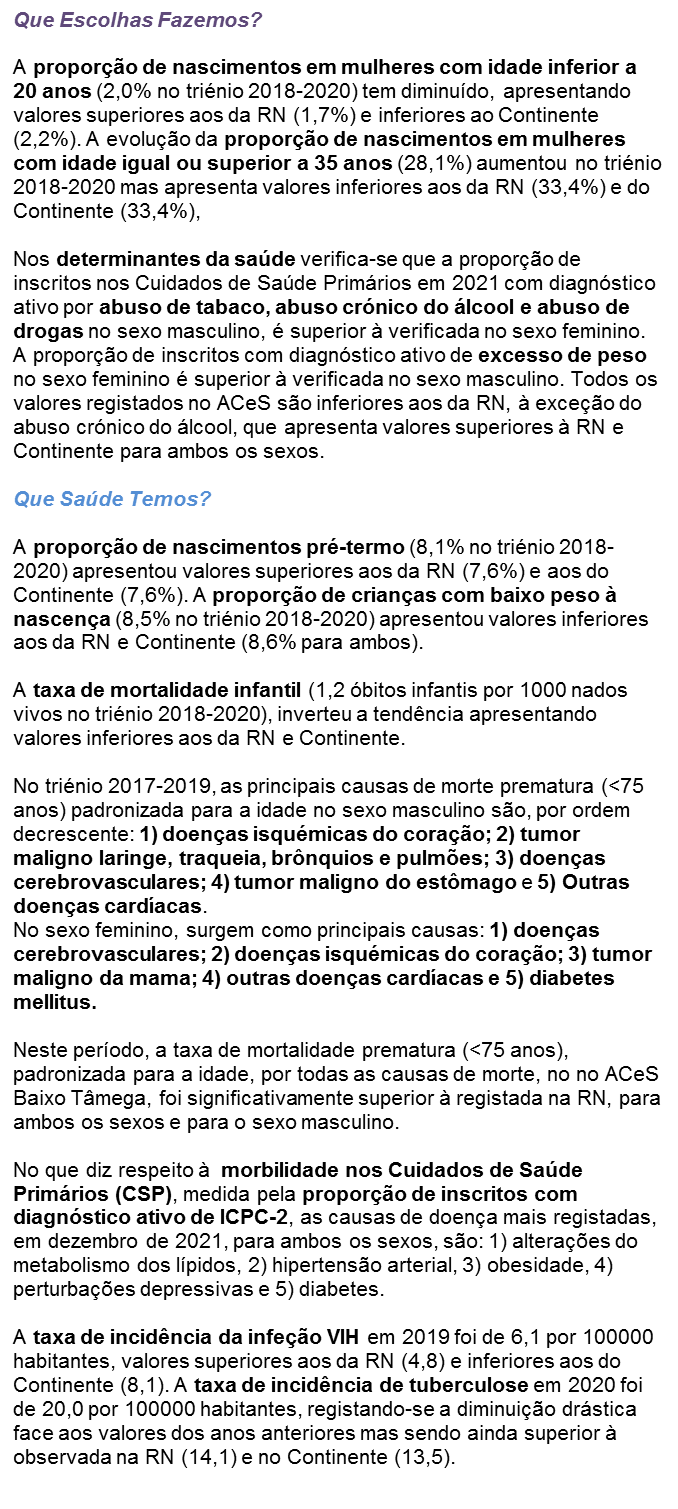 Que Escolhas Fazemos?
A proporção de nascimentos em mulheres com idade inferior a
20 anos (2,0% no triénio 2018-2020) tem diminuído, apresentando
valores superiores aos da RN (1,7%) e inferiores ao Continente
(2,2%). A evolução da proporção de nascimentos em mulheres
com idade igual ou superior a 35 anos (28,1%) aumentou no triénio
2018-2020 mas apresenta valores inferiores aos da RN (33,4%) e do
Continente (33,4%),
Nos determinantes da saúde verifica-se que a proporção de
inscritos nos Cuidados de Saúde Primários em 2021 com diagnóstico
ativo por abuso de tabaco, abuso crónico do álcool e abuso de
drogas no sexo masculino, é superior à verificada no sexo feminino.
A proporção de inscritos com diagnóstico ativo de excesso de peso
no sexo feminino é superior à verificada no sexo masculino. Todos os
valores registados no ACeS são inferiores aos da RN, à exceção do
abuso crónico do álcool, que apresenta valores superiores à RN e
Continente para ambos os sexos.
Que Saúde Temos?
A proporção de nascimentos pré-termo (8,1% no triénio 2018-
2020) apresentou valores superiores aos da RN (7,6%) e aos do
Continente (7,6%). A proporção de crianças com baixo peso à
nascença (8,5% no triénio 2018-2020) apresentou valores inferiores
aos da RN e Continente (8,6% para ambos).
A taxa de mortalidade infantil (1,2 óbitos infantis por 1000 nados
vivos no triénio 2018-2020), inverteu a tendência apresentando
valores inferiores aos da RN e Continente.
No triénio 2017-2019, as principais causas de morte prematura (<75
anos) padronizada para a idade no sexo masculino são, por ordem
decrescente: 1) doenças isquémicas do coração; 2) tumor
maligno laringe, traqueia, brônquios e pulmões; 3) doenças
cerebrovasculares; 4) tumor maligno do estômago e 5) Outras
doenças cardíacas.
No sexo feminino, surgem como principais causas: 1) doenças
cerebrovasculares; 2) doenças isquémicas do coração; 3) tumor
maligno da mama; 4) outras doenças cardíacas e 5) diabetes
mellitus.
Neste período, a taxa de mortalidade prematura (<75 anos),
padronizada para a idade, por todas as causas de morte, no no ACeS
Baixo Tâmega, foi significativamente superior à registada na RN, para
ambos os sexos e para o sexo masculino.
No que diz respeito à morbilidade nos Cuidados de Saúde
Primários (CSP), medida pela proporção de inscritos com
diagnóstico ativo de ICPC-2, as causas de doença mais registadas,
em dezembro de 2021, para ambos os sexos, são: 1) alterações do
metabolismo dos lípidos, 2) hipertensão arterial, 3) obesidade, 4)
perturbações depressivas e 5) diabetes.
A taxa de incidência da infeção VIH em 2019 foi de 6,1 por 100000
habitantes, valores superiores aos da RN (4,8) e inferiores aos do
Continente (8,1). A taxa de incidência de tuberculose em 2020 foi
de 20,0 por 100000 habitantes, registando-se a diminuição drástica
face aos valores dos anos anteriores mas sendo ainda superior à
observada na RN (14,1) e no Continente (13,5).